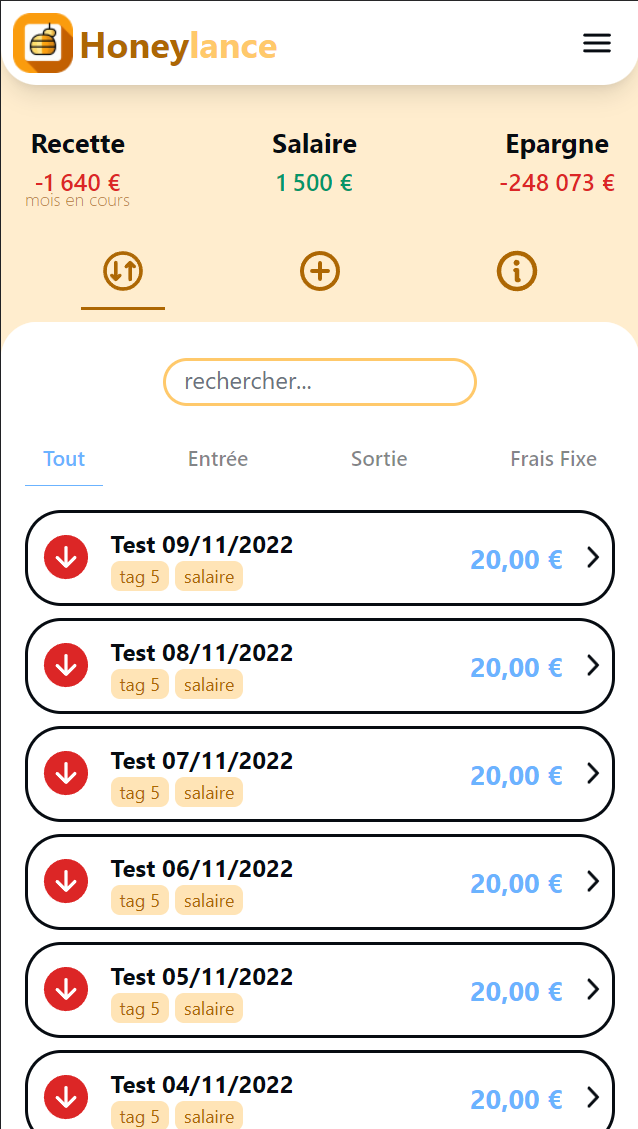 Honeylance
Recette Salaire Epargne
-1 640 € 1 500 € -248 073 €
mois en cours
rechercher...
Tout Entrée Sortie Frais Fixe
Test 09/11/2022
20,00 €
tag 5 salaire
Test 08/11/2022
20,00 €
tag 5 salaire
Test 07/11/2022
20,00 €
tag 5 salaire
Test 06/11/2022
20,00 €
tag 5 salaire
Test 05/11/2022
20,00 €
tag 5 salaire
Test 04/11/2022
20,00 €
tag 5 salaire